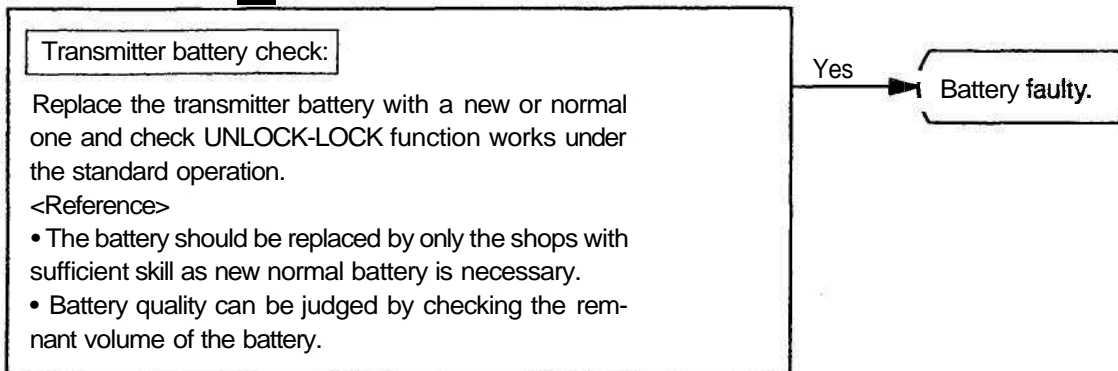 Transmitter battery check:
Replace the transmitter battery with a new or normal
one and check UNLOCK-LOCK function works under
the standard operation.
<Reference>
• The battery should be replaced by only the shops with
sufficient skill as new normal battery is necessary.
• Battery quality can be judged by checking the rem-
nant volume of the battery.
Yes
Battery faulty.